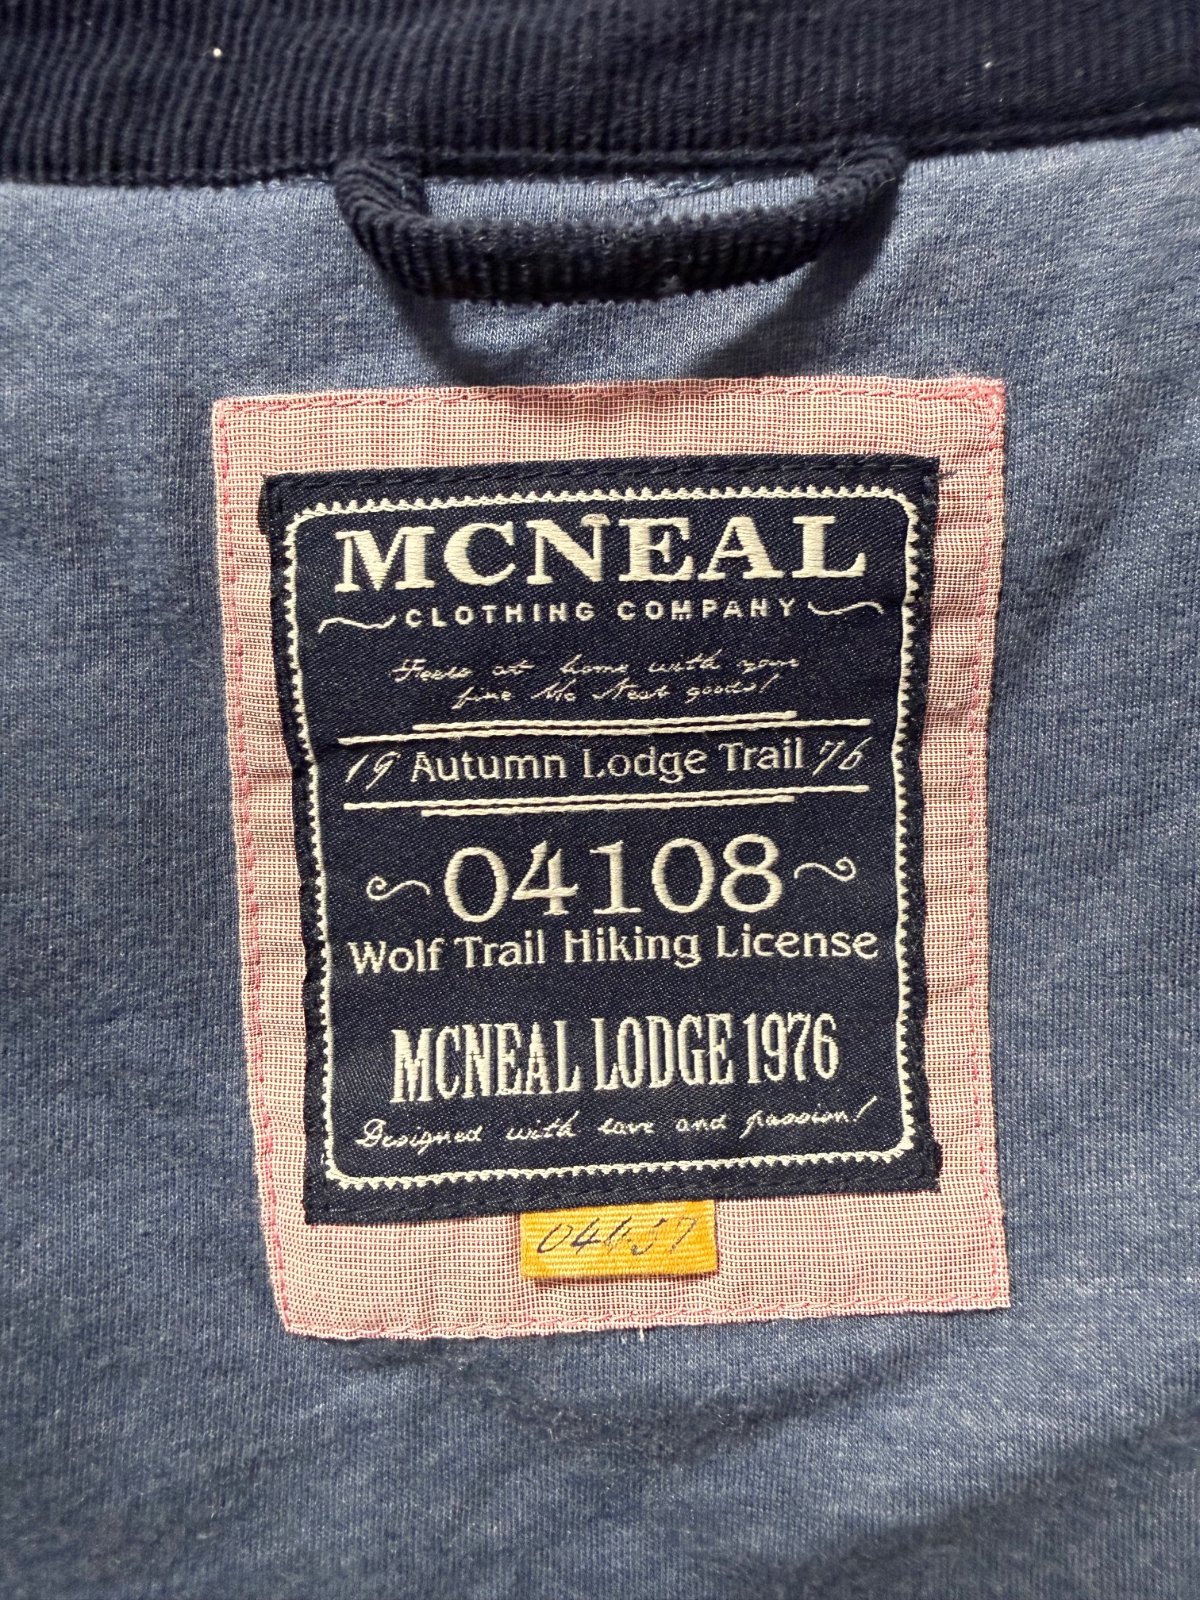 MCNEAL
CLOTHING COMPANY
Feels at home with your
fine Mc Neal goods!
19 Autumn Lodge Trail 76
04108
Wolf Trail Hiking License
MCNEAL LODGE 1976
Designed with love and passion!